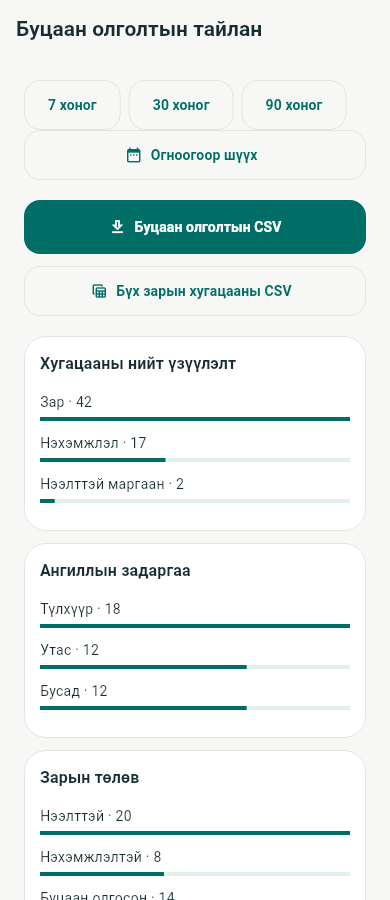 Буцаан олголтын тайлан
7 хоног
30 хоног
90 хоног
Огноогоор шүүх
Буцаан олголтын CSV
Бүх зарын хугацааны CSV
Хугацааны нийт үзүүлэлт
Зар · 42
Нэхэмжлэл · 17
Нээлттэй маргаан · 2
Ангиллын задаргаа
Түлхүүр · 18
Утас · 12
Бусад · 12
Зарын төлөв
Нээлттэй · 20
Нэхэмжлэлтэй · 8
Буцаан олгосон · 14